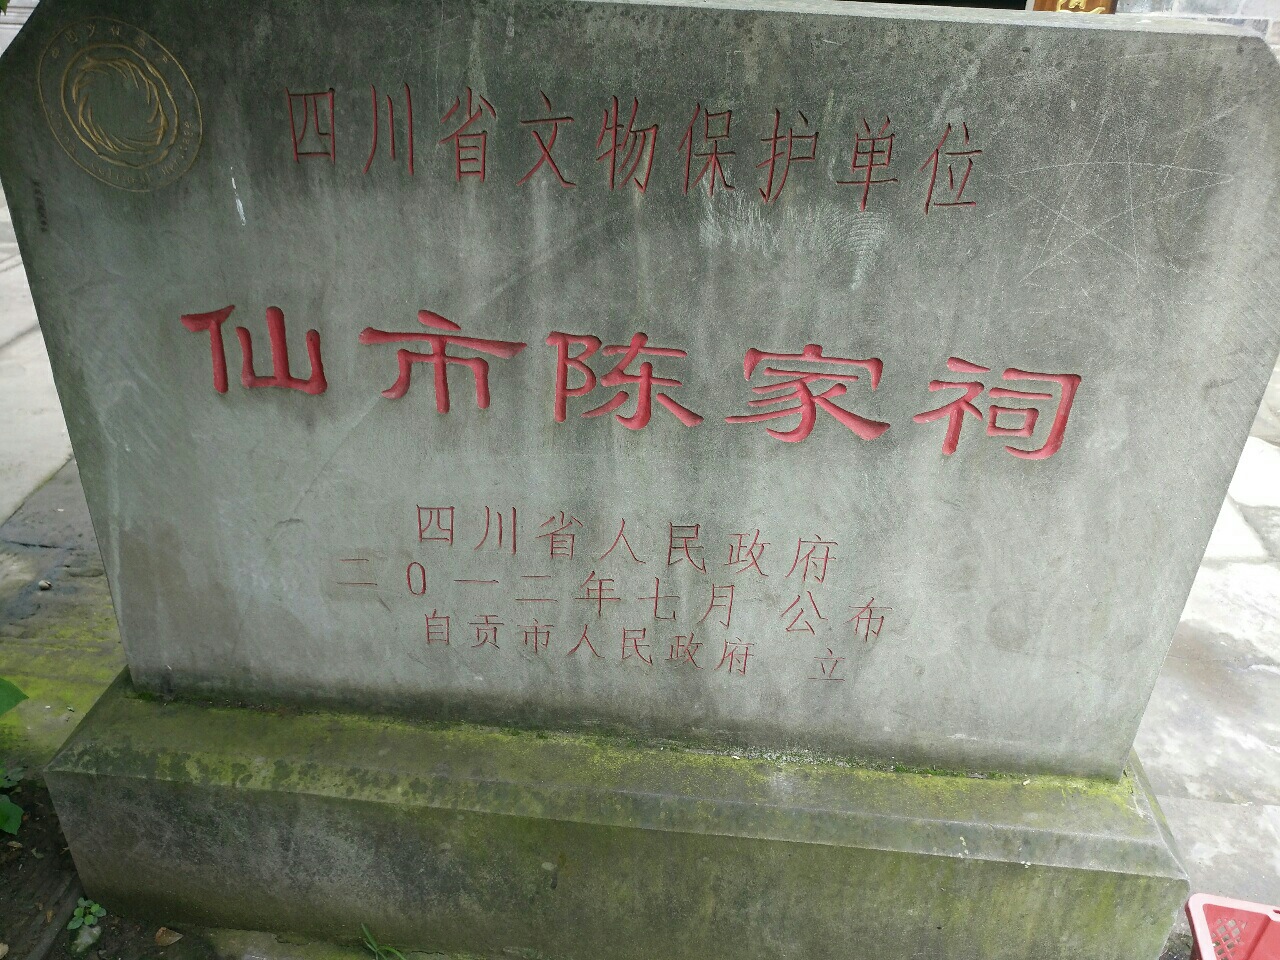 四川省文物保护单位
仙市陈家祠
四川省人民政府
二0一二年七月 公布
自贡市人民政府 立